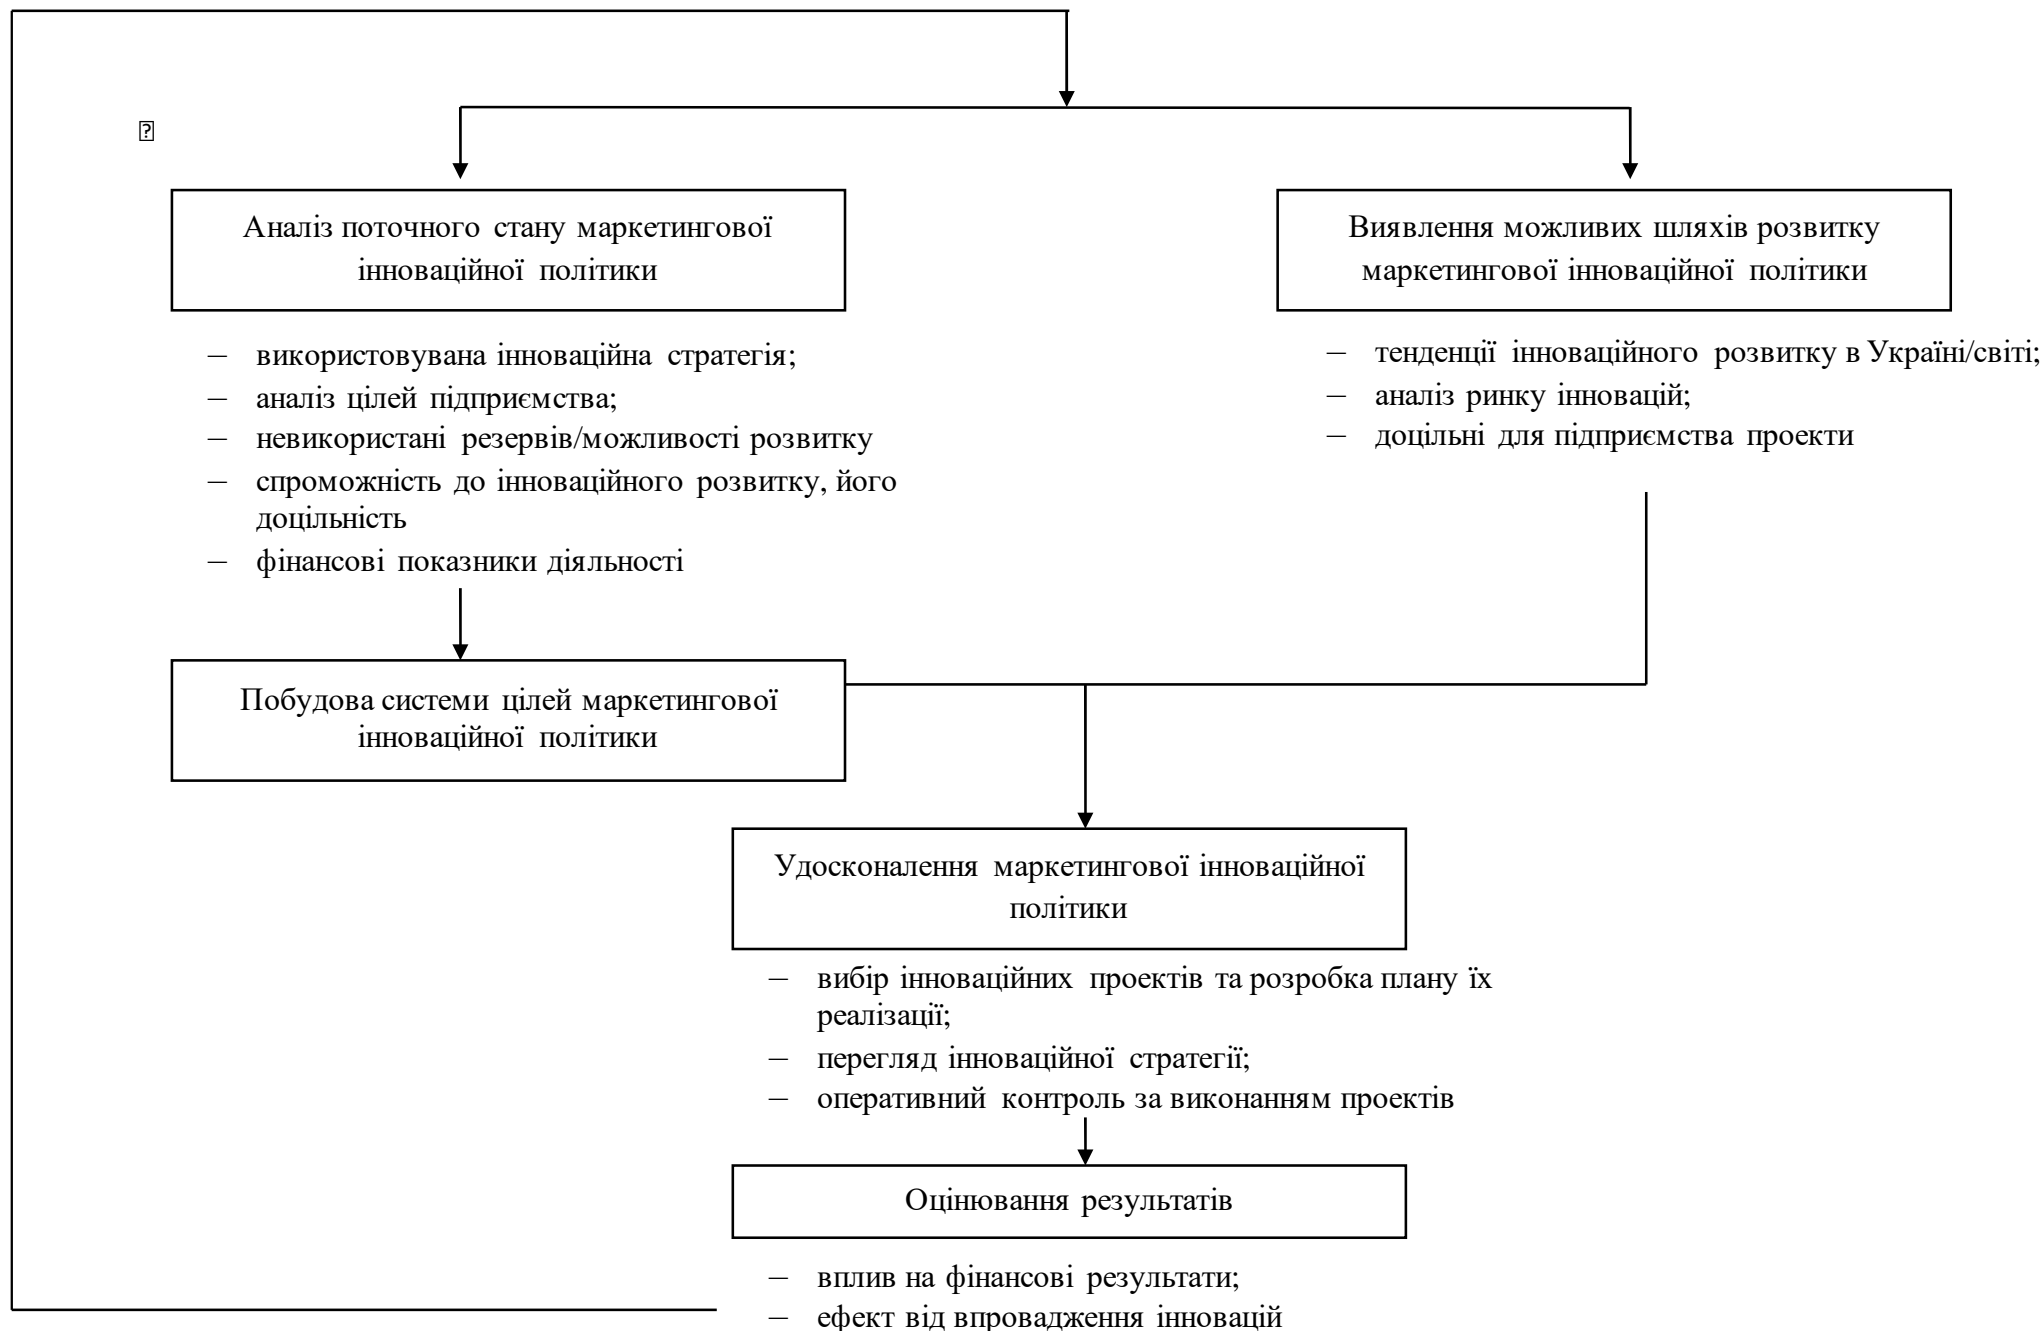 Аналіз поточного стану маркетингової
інноваційної політики
Виявлення можливих шляхів розвитку
маркетингової інноваційної політики
– використовувана інноваційна стратегія;
– аналіз цілей підприємства;
– невикористані резервів/можливості розвитку
– спроможність до інноваційного розвитку, його
доцільність
– фінансові показники діяльності
– тенденції інноваційного розвитку в Україні/світі;
– аналіз ринку інновацій;
– доцільні для підприємства проекти
Побудова системи цілей маркетингової
інноваційної політики
Удосконалення маркетингової інноваційної
політики
– вибір інноваційних проектів та розробка плану їх
реалізації;
– перегляд інноваційної стратегії;
– оперативний контроль за виконанням проектів
Оцінювання результатів
– вплив на фінансові результати;
– ефект від впровадження інновацій